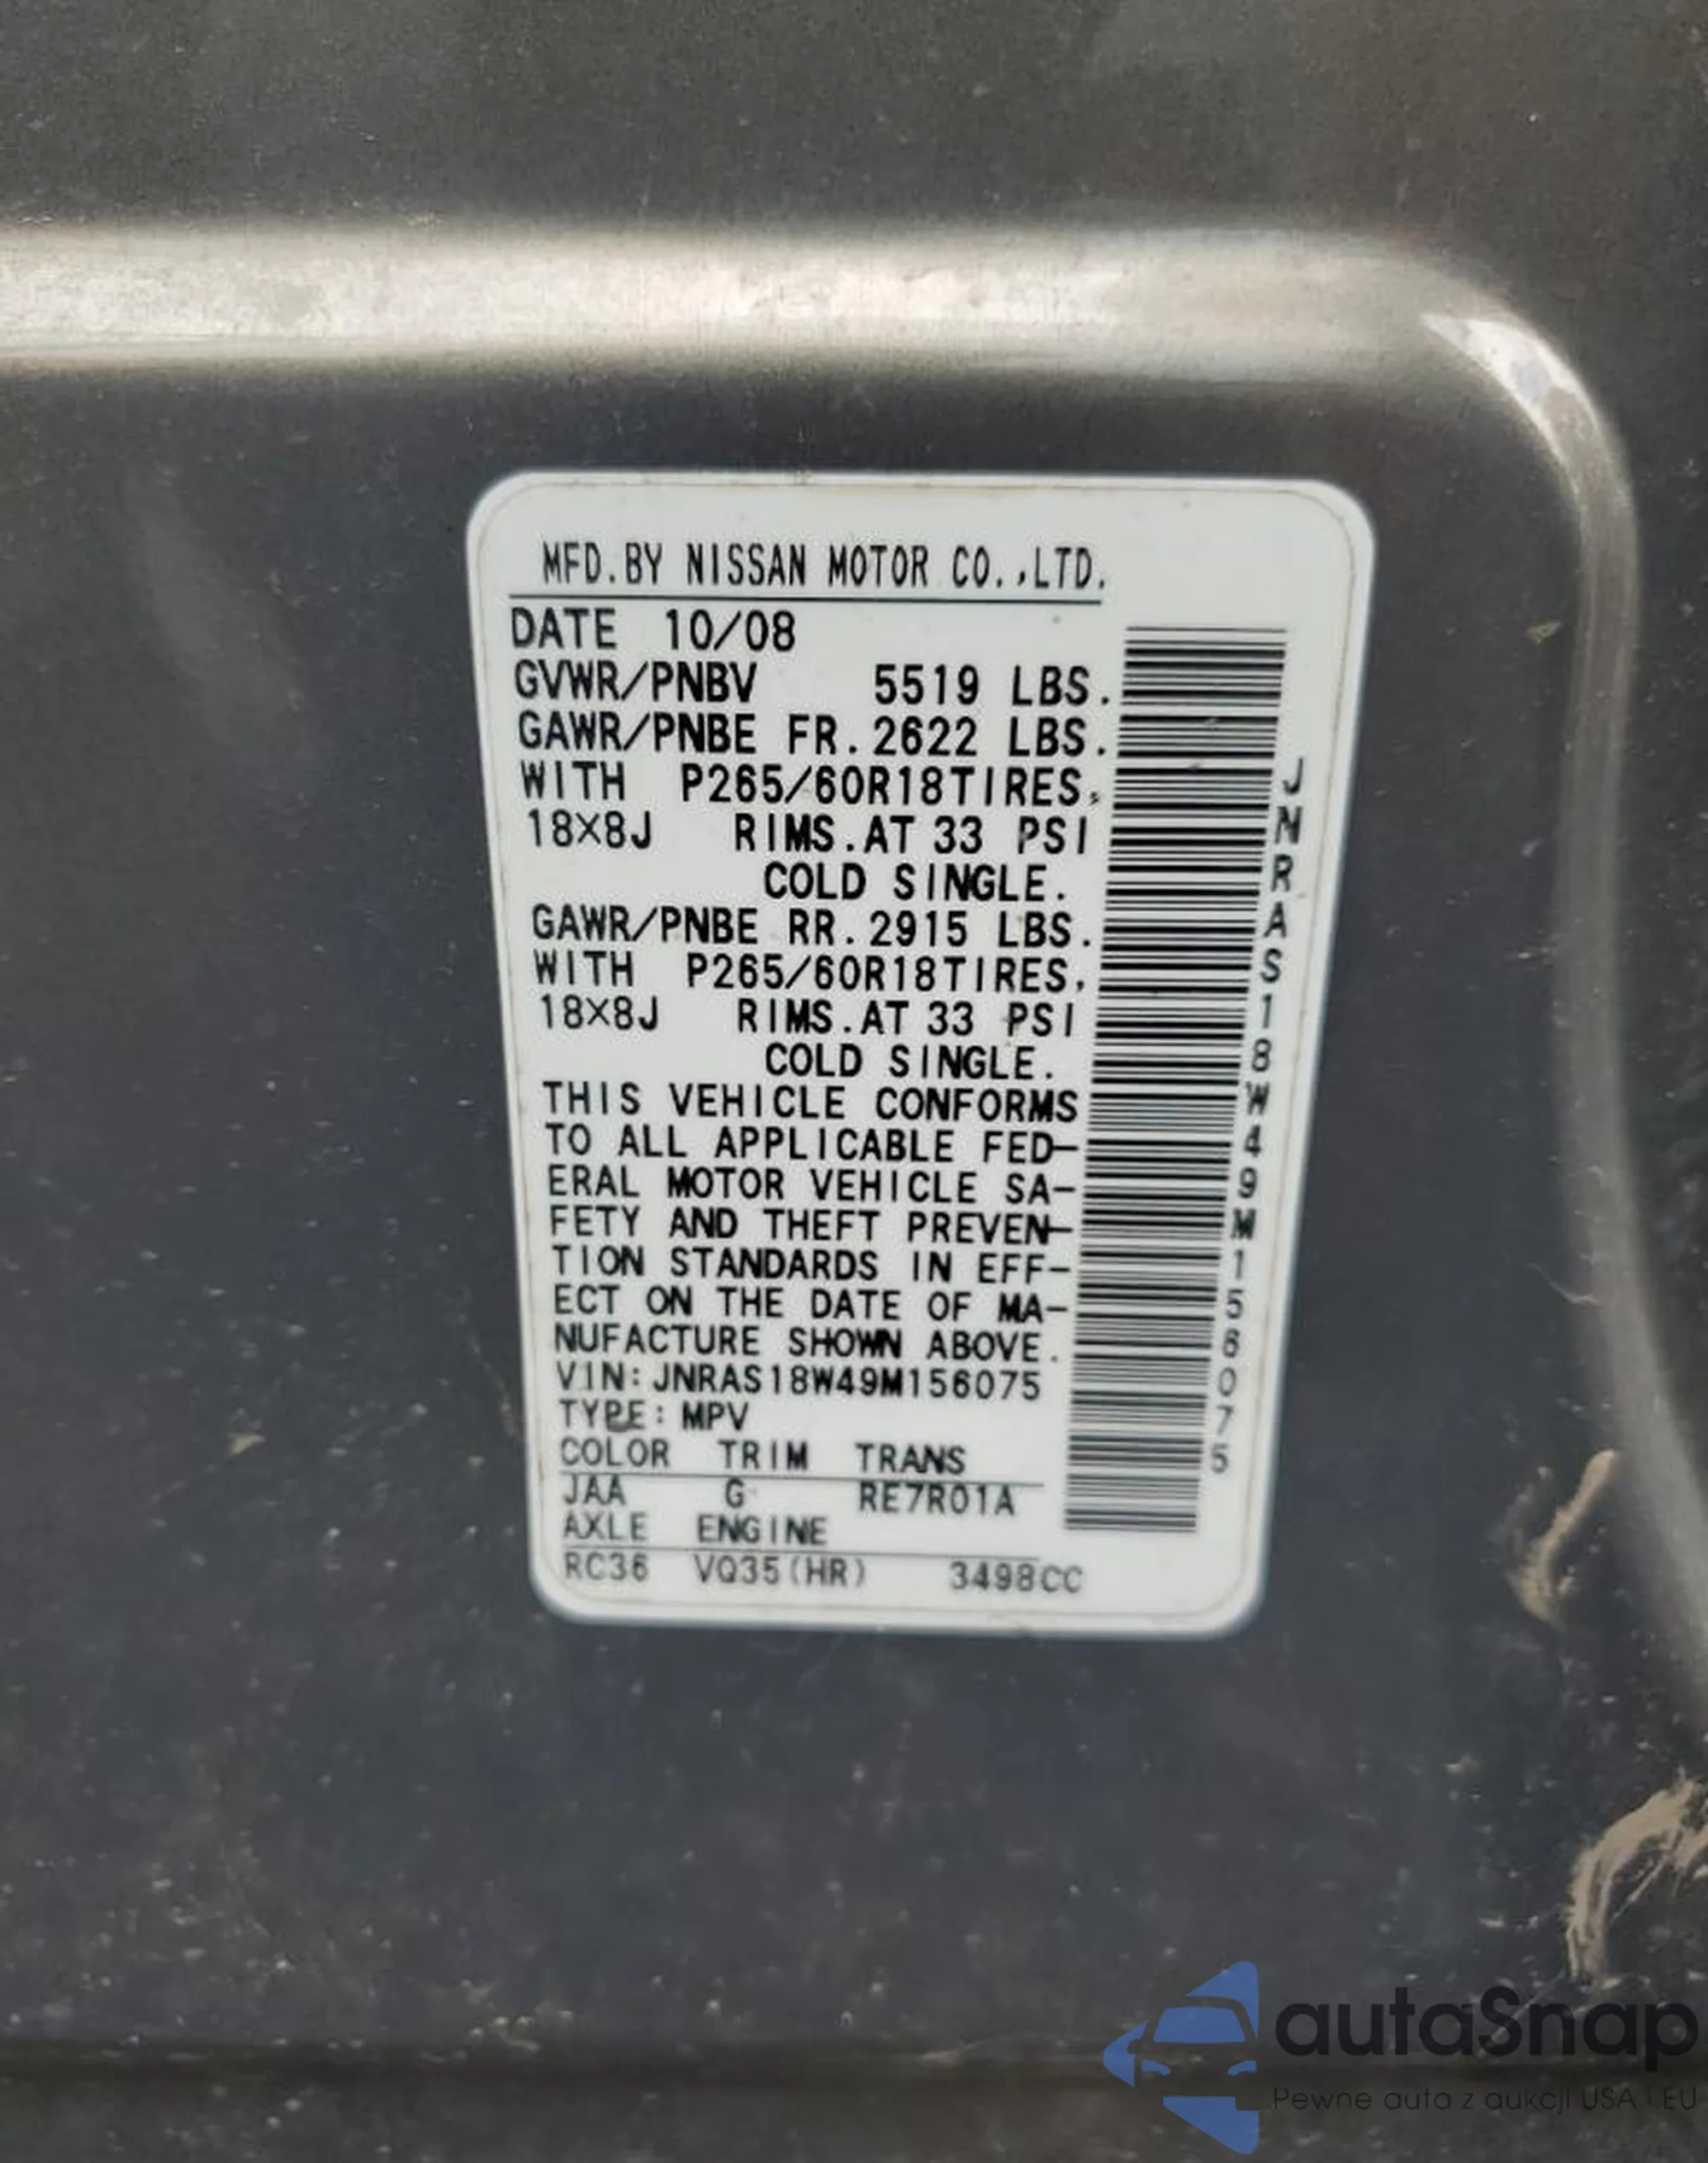 MFD.BY NISSAN MOTOR CO.,LTD.
DATE 10/08
GVWR/PNBV 5519 LBS.
GAWR/PNBE FR.2622 LBS.
WITH P265/60R18TIRES,
18X8J RIMS.AT 33 PSI
COLD SINGLE.
GAWR/PNBE RR.2915 LBS.
WITH P265/60R18TIRES,
18X8J RIMS.AT 33 PSI
COLD SINGLE.
THIS VEHICLE CONFORMS
TO ALL APPLICABLE FED-
ERAL MOTOR VEHICLE SA-
FETY AND THEFT PREVEN-
TION STANDARDS IN EFF-
ECT ON THE DATE OF MA-
NUFACTURE SHOWN ABOVE.
VIN:JNRAS18W49M156075
TYPE:MPV
COLOR TRIM TRANS
JAA G RE7R01A
AXLE ENGINE
RC36 VQ35(HR) 3498CC
JNRAS18W49M156075
autaSnap
Pewne auta z aukcji USA i EU